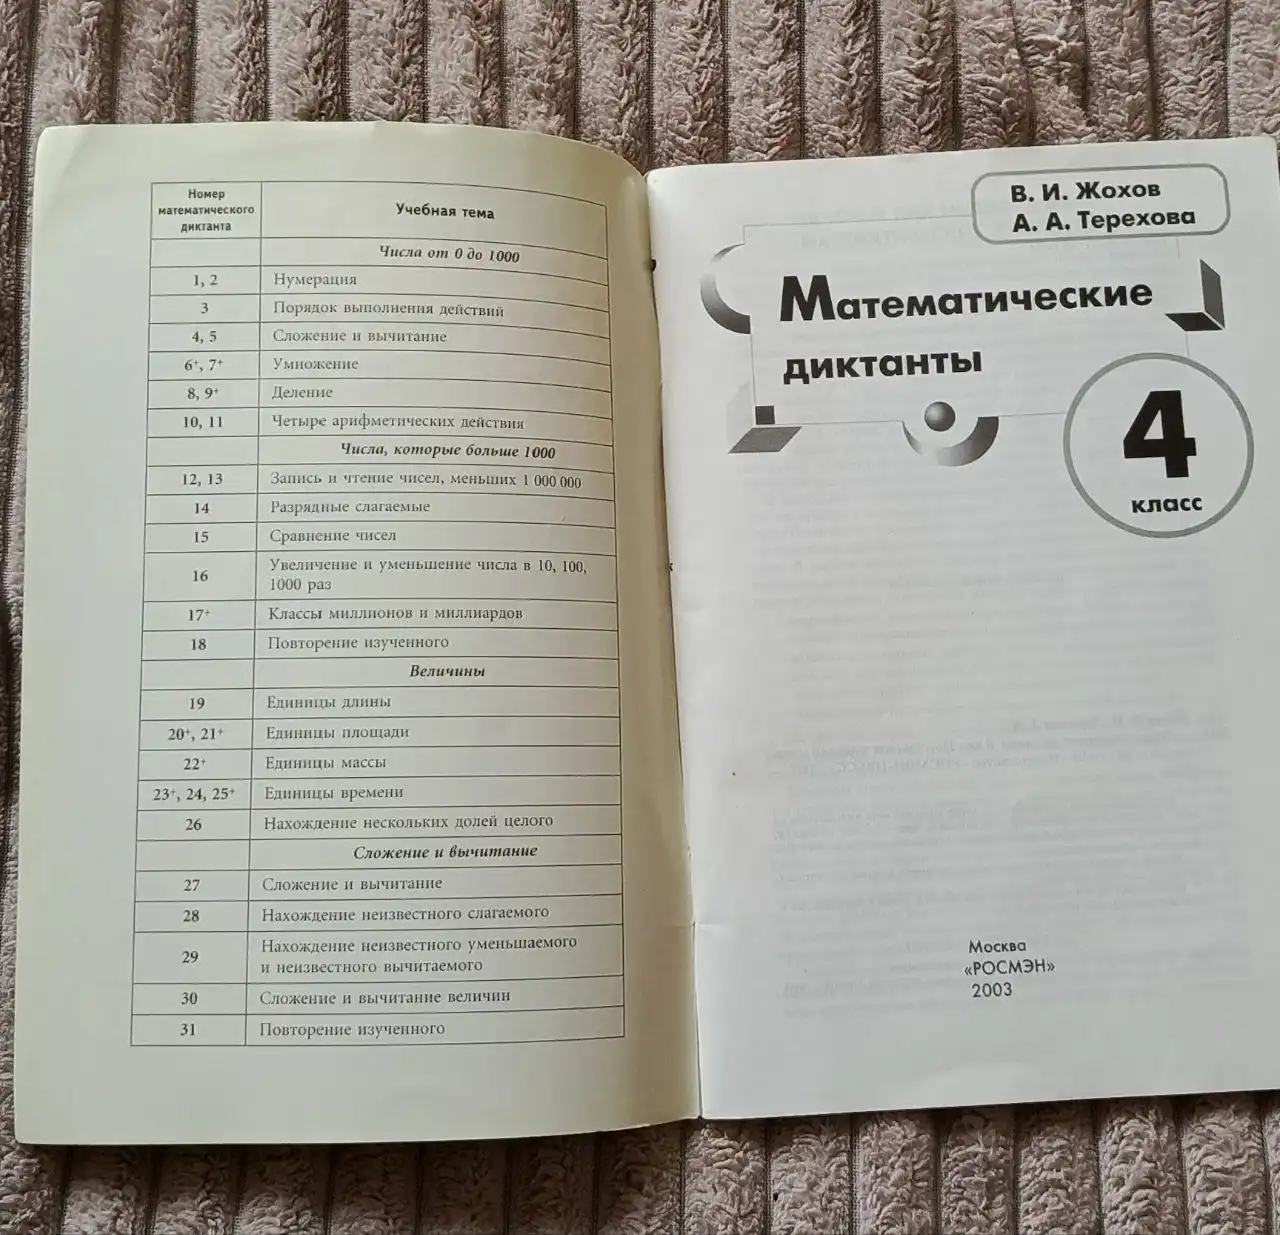 Номер
математического
диктанта
Учебная тема
Числа от 0 до 1000
1, 2 Нумерация
3 Порядок выполнения действий
4, 5 Сложение и вычитание
6⁺, 7⁺ Умножение
8, 9⁺ Деление
10, 11 Четыре арифметических действия
Числа, которые больше 1000
12, 13 Запись и чтение чисел, меньших 1 000 000
14 Разрядные слагаемые
15 Сравнение чисел
16 Увеличение и уменьшение числа в 10, 100,
1000 раз
17⁺ Классы миллионов и миллиардов
18 Повторение изученного
Величины
19 Единицы длины
20⁺, 21⁺ Единицы площади
22⁺ Единицы массы
23⁺, 24, 25⁺ Единицы времени
26 Нахождение нескольких долей целого
Сложение и вычитание
27 Сложение и вычитание
28 Нахождение неизвестного слагаемого
29 Нахождение неизвестного уменьшаемого
и неизвестного вычитаемого
30 Сложение и вычитание величин
31 Повторение изученного
В. И. Жохов
А. А. Терехова
Математические
диктанты
4
класс
Москва
«РОСМЭН»
2003